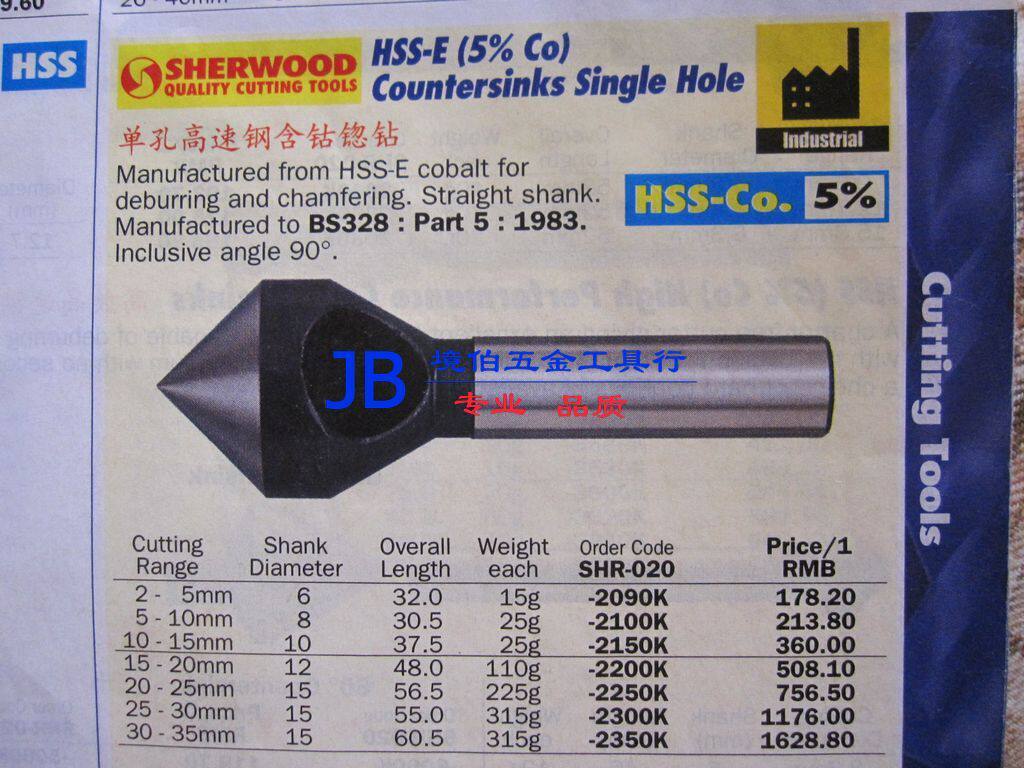 9.60
HSS
SHERWOOD
QUALITY CUTTING TOOLS
HSS-E (5% Co)
Countersinks Single Hole
Industrial
单孔高速钢含钴锪钻
Manufactured from HSS-E cobalt for
deburring and chamfering. Straight shank.
Manufactured to BS328 : Part 5 : 1983.
Inclusive angle 90°.
HSS-Co. 5%
Cutting Tools
JB 境伯五金工具行
专业 品质
Cutting Range Shank Diameter Overall Length Weight each Order Code SHR-020 Price/1 RMB
2 - 5mm 6 32.0 15g -2090K 178.20
5 - 10mm 8 30.5 25g -2100K 213.80
10 - 15mm 10 37.5 25g -2150K 360.00
15 - 20mm 12 48.0 110g -2200K 508.10
20 - 25mm 15 56.5 225g -2250K 756.50
25 - 30mm 15 55.0 315g -2300K 1176.00
30 - 35mm 15 60.5 315g -2350K 1628.80